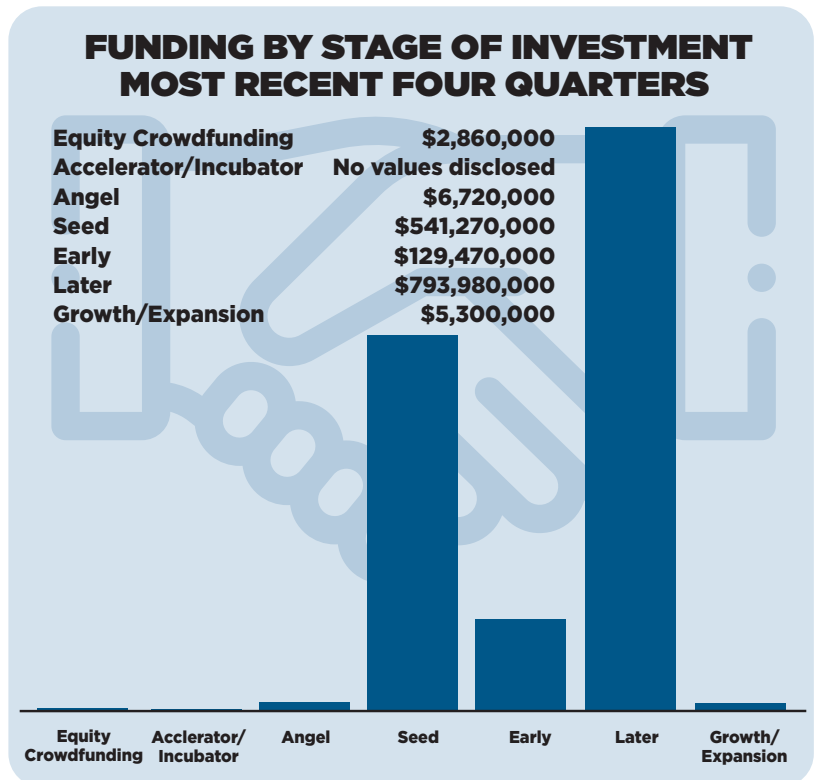 FUNDING BY STAGE OF INVESTMENT
MOST RECENT FOUR QUARTERS
Equity Crowdfunding $2,860,000
Accelerator/Incubator No values disclosed
Angel $6,720,000
Seed $541,270,000
Early $129,470,000
Later $793,980,000
Growth/Expansion $5,300,000
Equity Crowdfunding
Acclerator/ Incubator
Angel
Seed
Early
Later
Growth/ Expansion